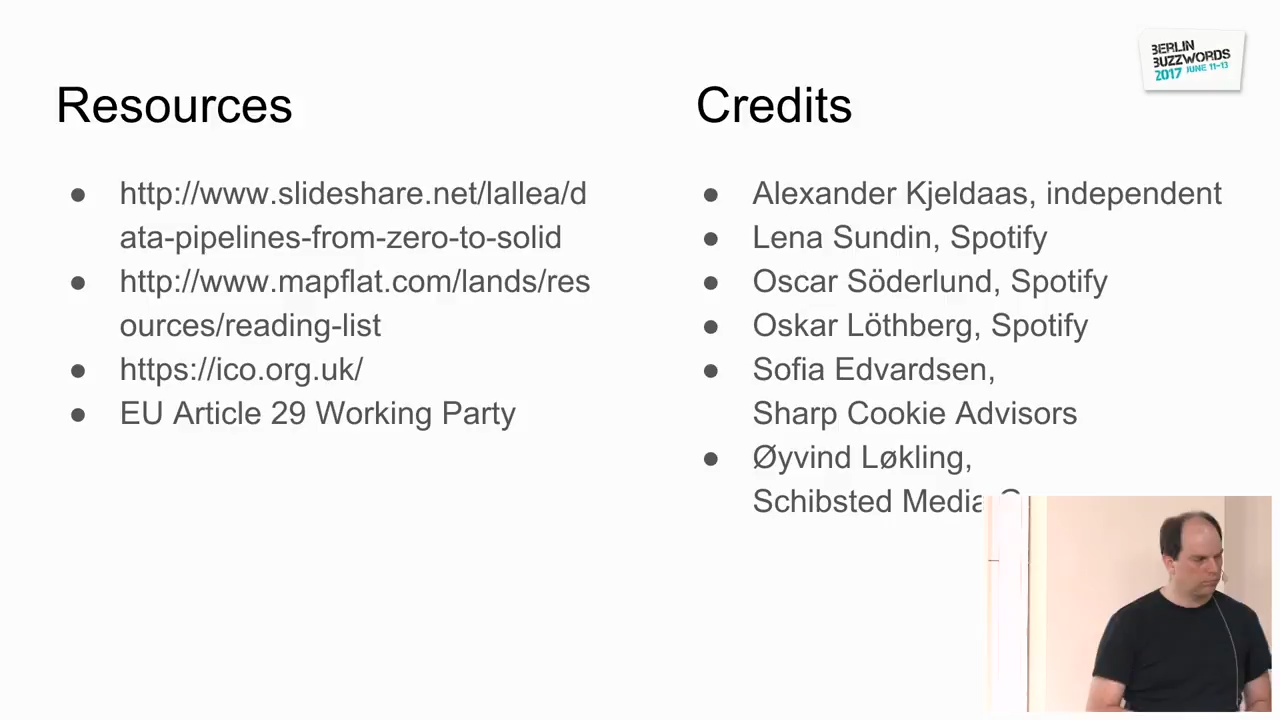 BERLIN
BUZZWORDS
2017 JUNE 11-13
Resources
http://www.slideshare.net/lallea/d
ata-pipelines-from-zero-to-solid
http://www.mapflat.com/lands/res
ources/reading-list
https://ico.org.uk/
EU Article 29 Working Party
Credits
Alexander Kjeldaas, independent
Lena Sundin, Spotify
Oscar Söderlund, Spotify
Oskar Löthberg, Spotify
Sofia Edvardsen,
Sharp Cookie Advisors
Øyvind Løkling,
Schibsted Media